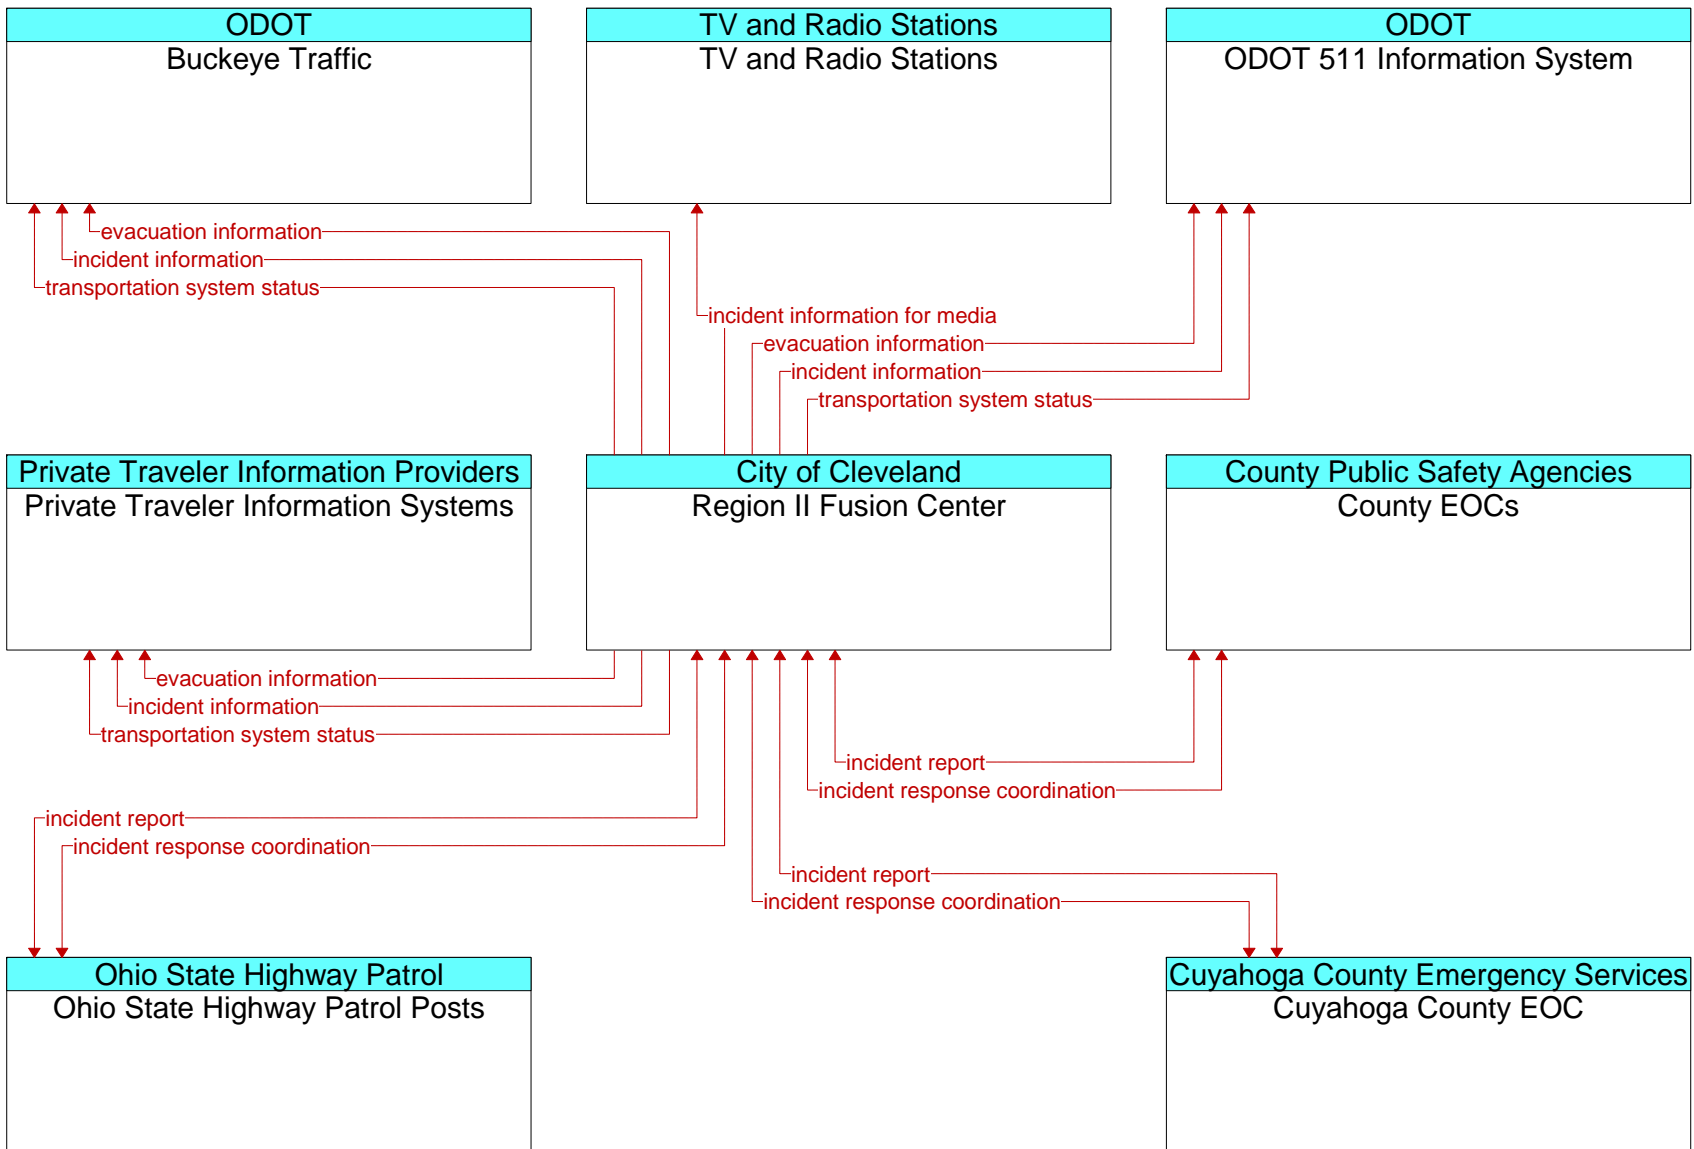 ODOT
Buckeye Traffic
TV and Radio Stations
TV and Radio Stations
ODOT
ODOT 511 Information System
evacuation information
incident information
transportation system status
incident information for media
evacuation information
incident information
transportation system status
Private Traveler Information Providers
Private Traveler Information Systems
City of Cleveland
Region II Fusion Center
County Public Safety Agencies
County EOCs
evacuation information
incident information
transportation system status
incident report
incident response coordination
incident report
incident response coordination
incident report
incident response coordination
Ohio State Highway Patrol
Ohio State Highway Patrol Posts
Cuyahoga County Emergency Services
Cuyahoga County EOC